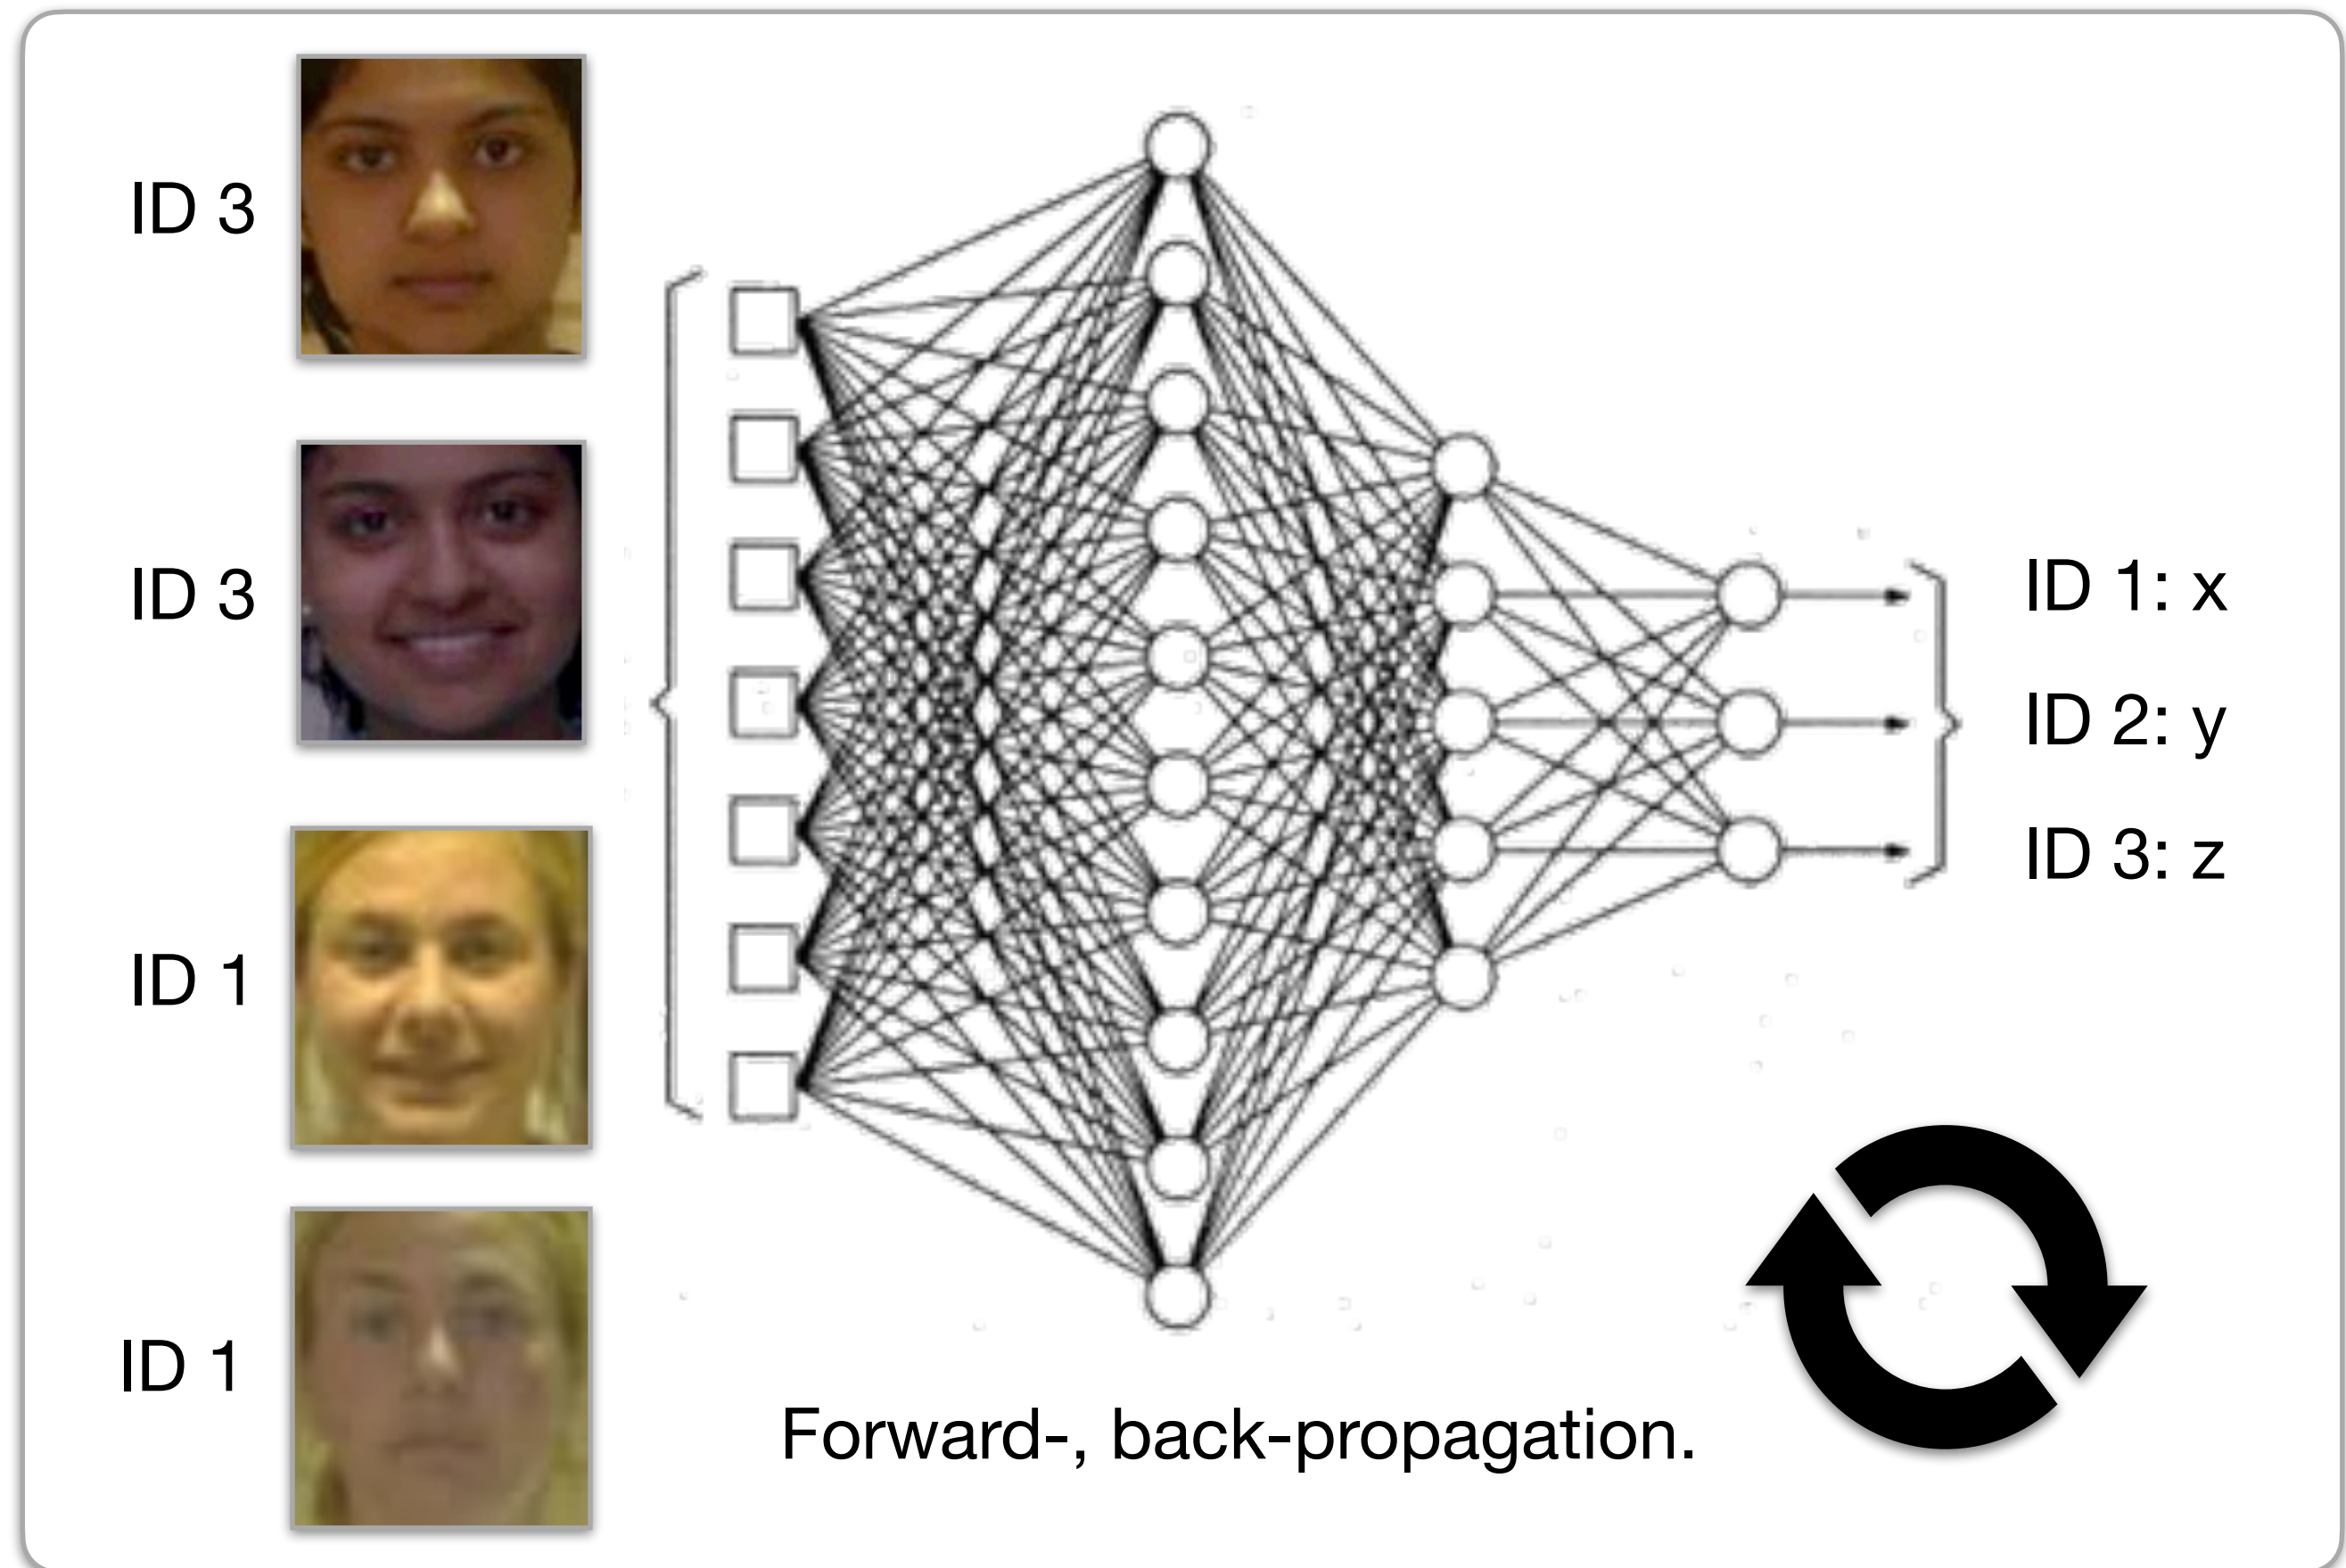 ID 3
ID 3
ID 1
ID 1
ID 1: x
ID 2: y
ID 3: z
Forward-, back-propagation.